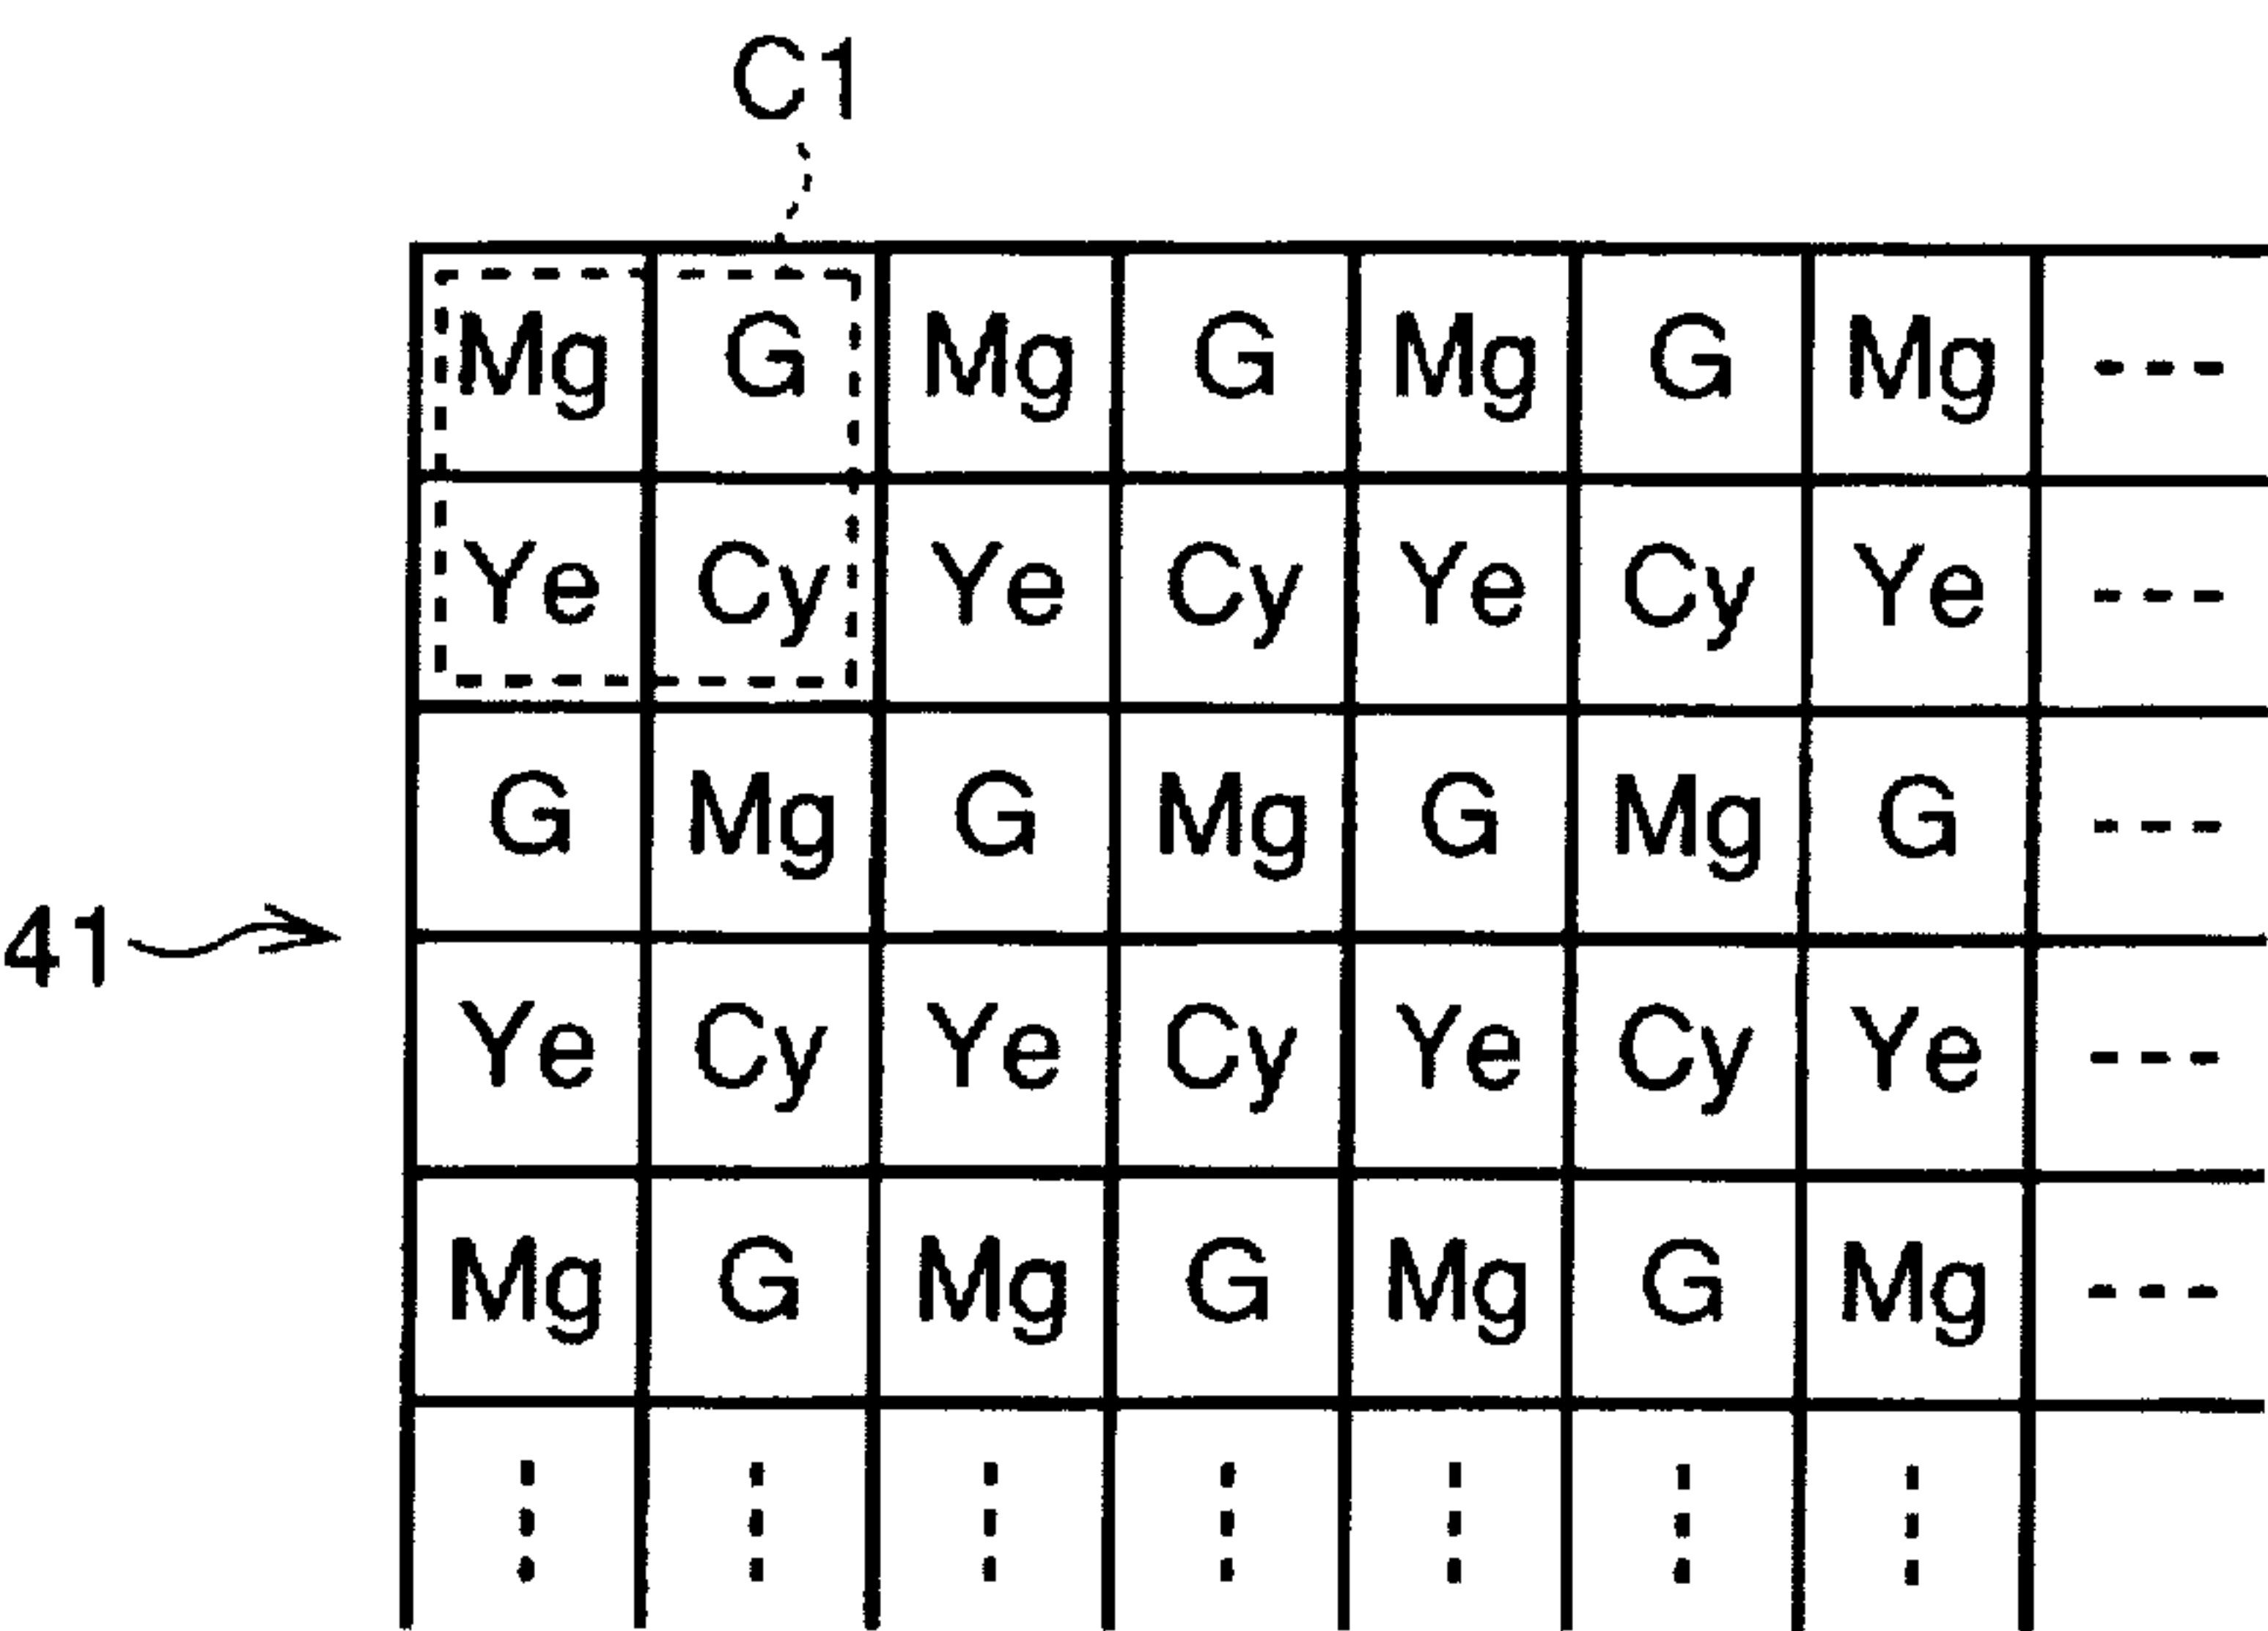 C1
Mg G Mg G Mg G Mg ---
Ye Cy Ye Cy Ye Cy Ye ---
G Mg G Mg G Mg G ---
41
Ye Cy Ye Cy Ye Cy Ye ---
Mg G Mg G Mg G Mg ---